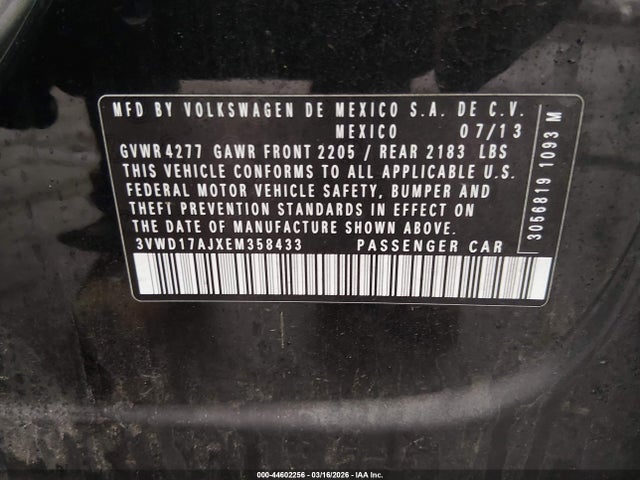 MFD BY VOLKSWAGEN DE MEXICO S.A. DE C.V.
MEXICO 07/13
GVWR 4277 GAWR FRONT 2205 / REAR 2183 LBS
THIS VEHICLE CONFORMS TO ALL APPLICABLE U.S.
FEDERAL MOTOR VEHICLE SAFETY, BUMPER AND
THEFT PREVENTION STANDARDS IN EFFECT ON
THE DATE OF MANUFACTURE SHOWN ABOVE.
3VWD17AJXEM358433 PASSENGER CAR
3056819 1093 M
000-44602256 - 03/16/2026 - IAA Inc.